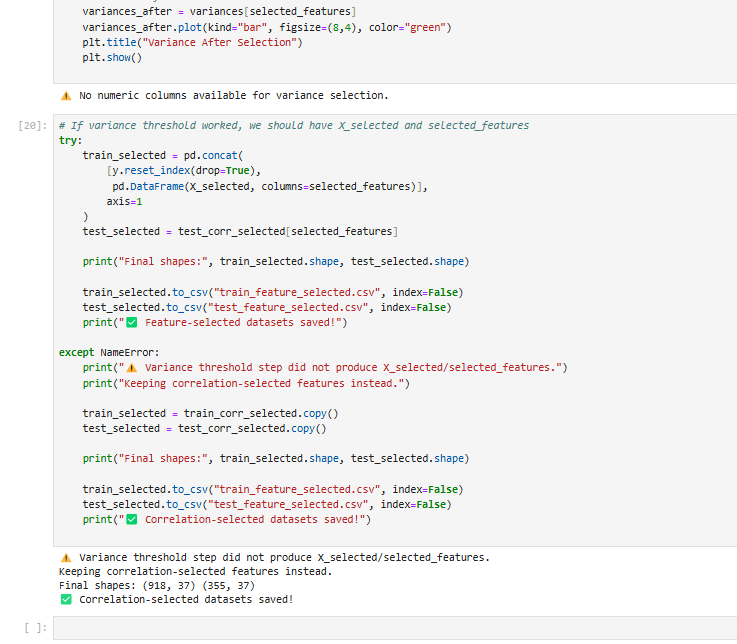 variances_after = variances[selected_features]
    variances_after.plot(kind="bar", figsize=(8,4), color="green")
    plt.title("Variance After Selection")
    plt.show()
⚠️ No numeric columns available for variance selection.
[20]: # If variance threshold worked, we should have X_selected and selected_features
try:
    train_selected = pd.concat(
        [y.reset_index(drop=True),
         pd.DataFrame(X_selected, columns=selected_features)],
        axis=1
    )
    test_selected = test_corr_selected[selected_features]
    print("Final shapes:", train_selected.shape, test_selected.shape)
    train_selected.to_csv("train_feature_selected.csv", index=False)
    test_selected.to_csv("test_feature_selected.csv", index=False)
    print("✅ Feature-selected datasets saved!")
except NameError:
    print("⚠️ Variance threshold step did not produce X_selected/selected_features.")
    print("Keeping correlation-selected features instead.")
    train_selected = train_corr_selected.copy()
    test_selected = test_corr_selected.copy()
    print("Final shapes:", train_selected.shape, test_selected.shape)
    train_selected.to_csv("train_feature_selected.csv", index=False)
    test_selected.to_csv("test_feature_selected.csv", index=False)
    print("✅ Correlation-selected datasets saved!")
⚠️ Variance threshold step did not produce X_selected/selected_features.
Keeping correlation-selected features instead.
Final shapes: (918, 37) (355, 37)
✅ Correlation-selected datasets saved!
[ ]: